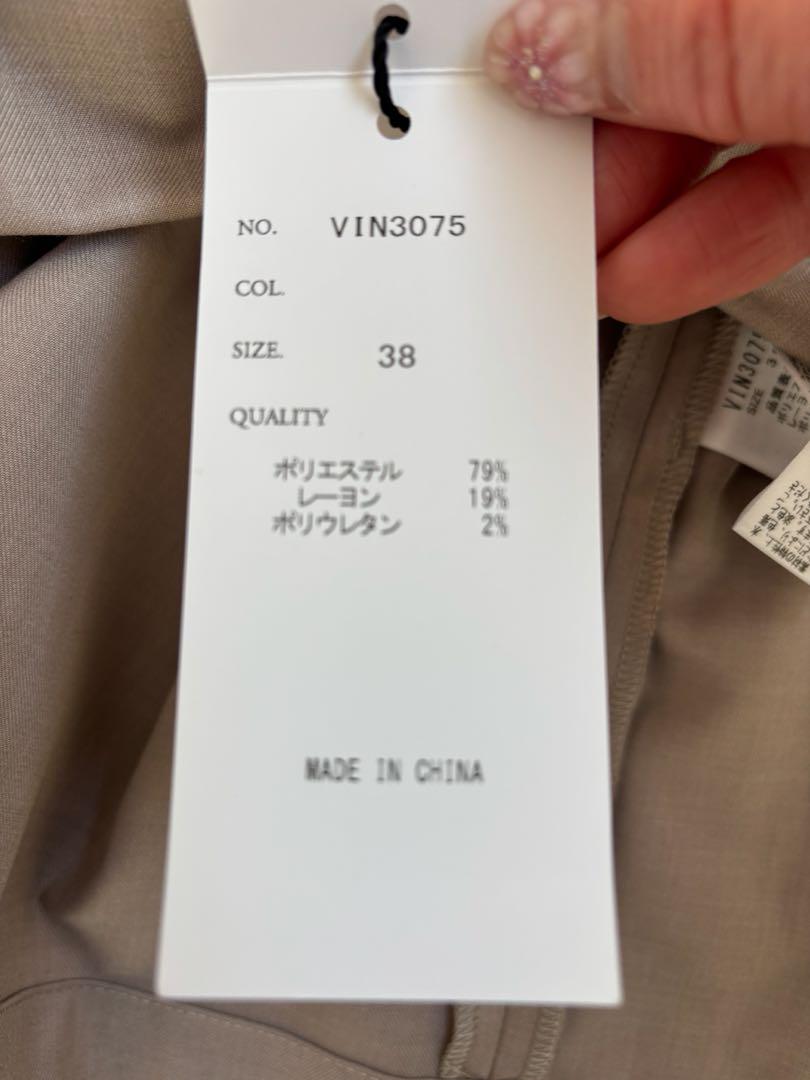 NO. VIN3075
COL.
SIZE. 38
QUALITY
ポリエステル 79%
レーヨン 19%
ポリウレタン 2%
MADE IN CHINA
SIZE